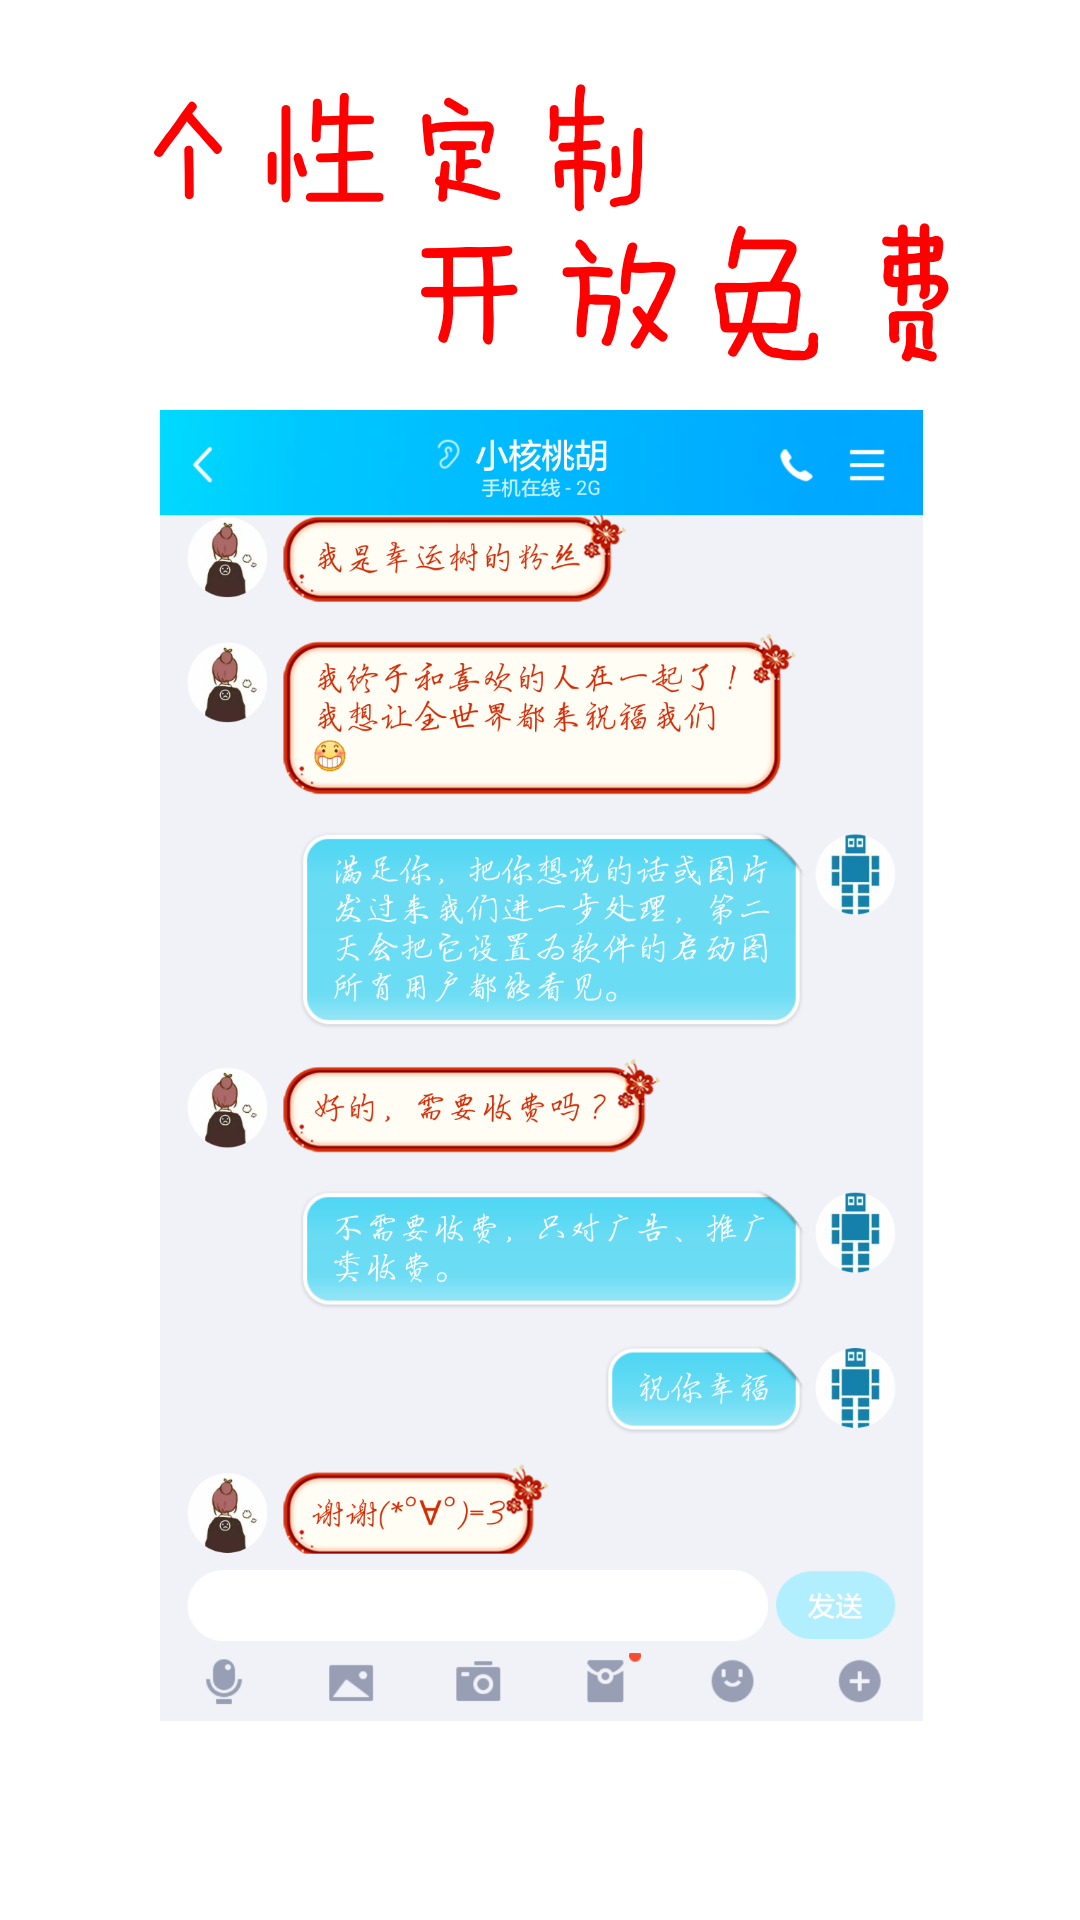 个性定制
开放免费
小核桃胡
手机在线 - 2G
我是幸运树的粉丝
我终于和喜欢的人在一起了！
我想让全世界都来祝福我们
满足你，把你想说的话或图片
发过来我们进一步处理，第二
天会把它设置为软件的启动图
所有用户都能看见。
好的，需要收费吗？
不需要收费，只对广告、推广
类收费。
祝你幸福
谢谢(*°∀°)=3
发送